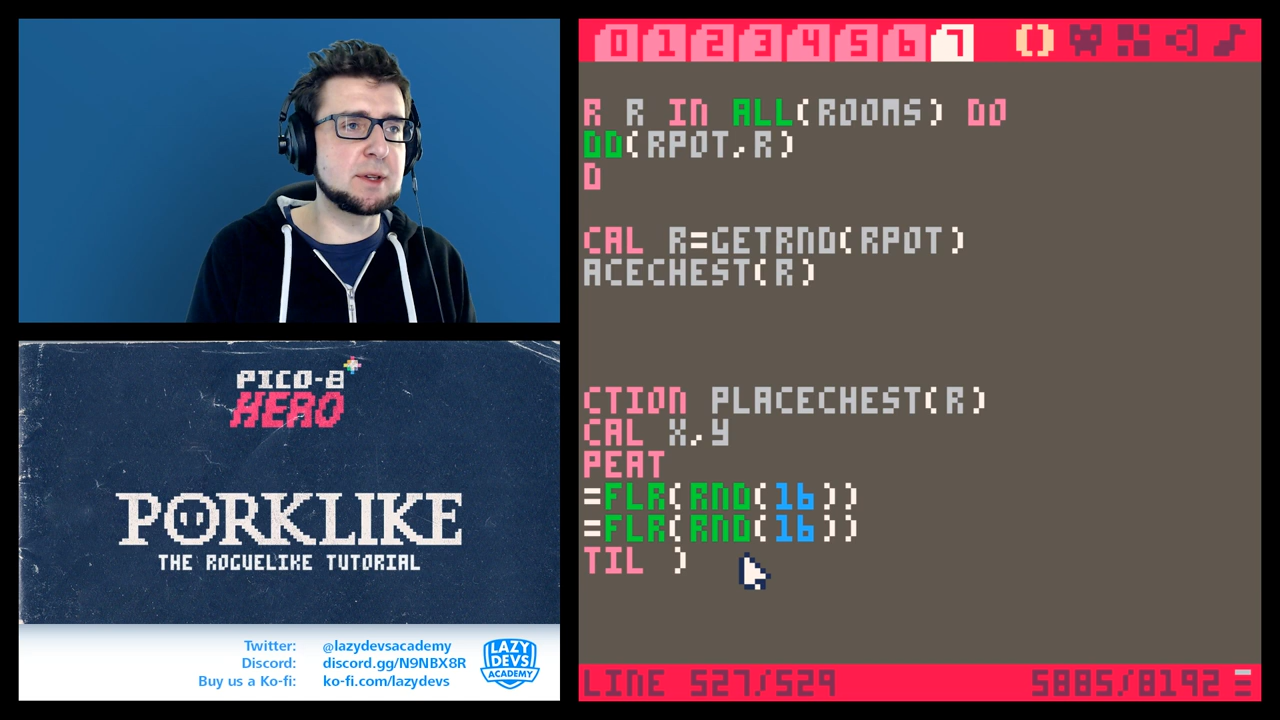 0 1 2 3 4 5 6 7 ()
R R IN ALL(ROOMS) DO
DD(RPOT,R)
D
CAL R=GETRND(RPOT)
ACECHEST(R)
CTION PLACECHEST(R)
CAL X,Y
PEAT
=FLR(RND(16))
=FLR(RND(16))
TIL )
LINE 527/529 5885/8192
PICO-8
HERO
PORKLIKE
THE ROGUELIKE TUTORIAL
Twitter: @lazydevsacademy
Discord: discord.gg/N9NBX8R
Buy us a Ko-fi: ko-fi.com/lazydevs
LAZY
DEVS
ACADEMY